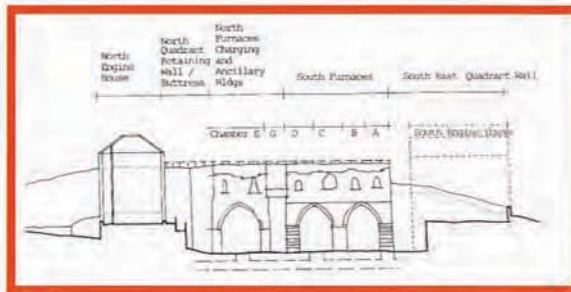 North
Engine
House
North
Quadrant
Retaining
Wall /
Buttress
North
Furnaces
Charging
and
Ancillary
Bldgs
South Furnaces
South East Quadrant Wall
Chamber E G D C B A
South Engine House